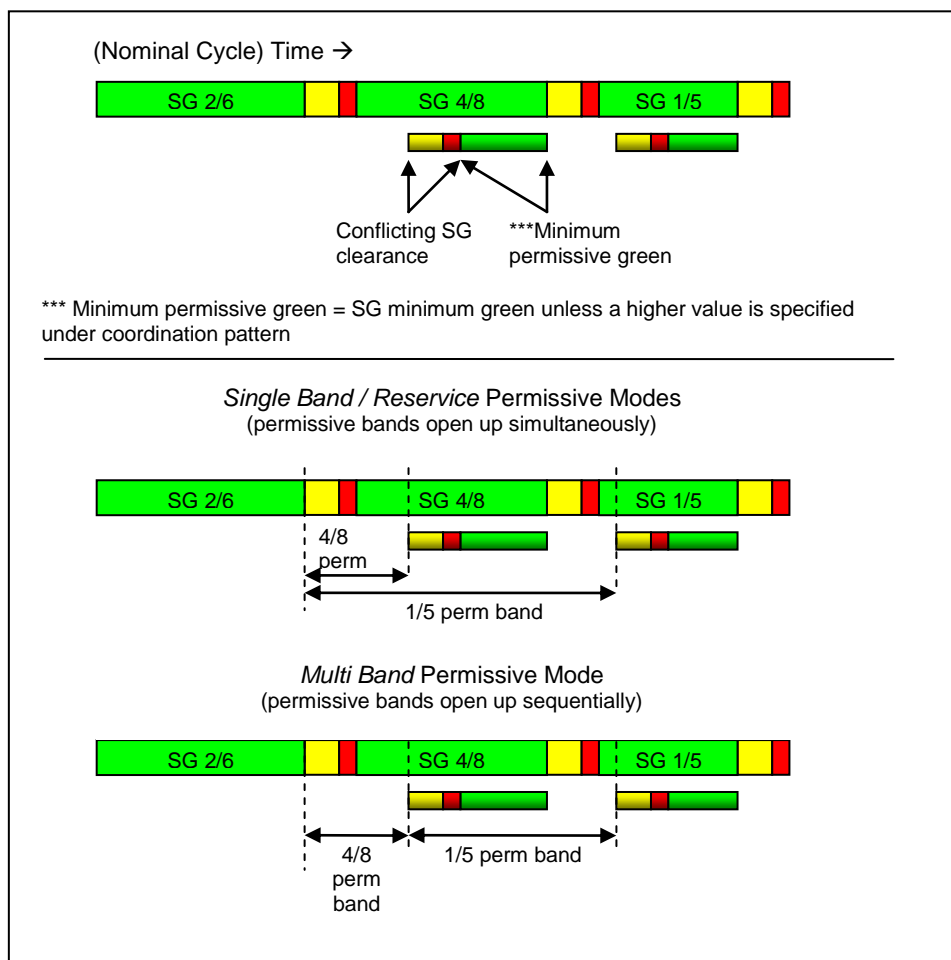 (Nominal Cycle) Time →
SG 2/6 SG 4/8 SG 1/5
Conflicting SG
clearance
***Minimum
permissive green
*** Minimum permissive green = SG minimum green unless a higher value is specified
under coordination pattern
Single Band / Reservice Permissive Modes
(permissive bands open up simultaneously)
SG 2/6 SG 4/8 SG 1/5
4/8
perm
1/5 perm band
Multi Band Permissive Mode
(permissive bands open up sequentially)
SG 2/6 SG 4/8 SG 1/5
4/8
perm
band
1/5 perm band